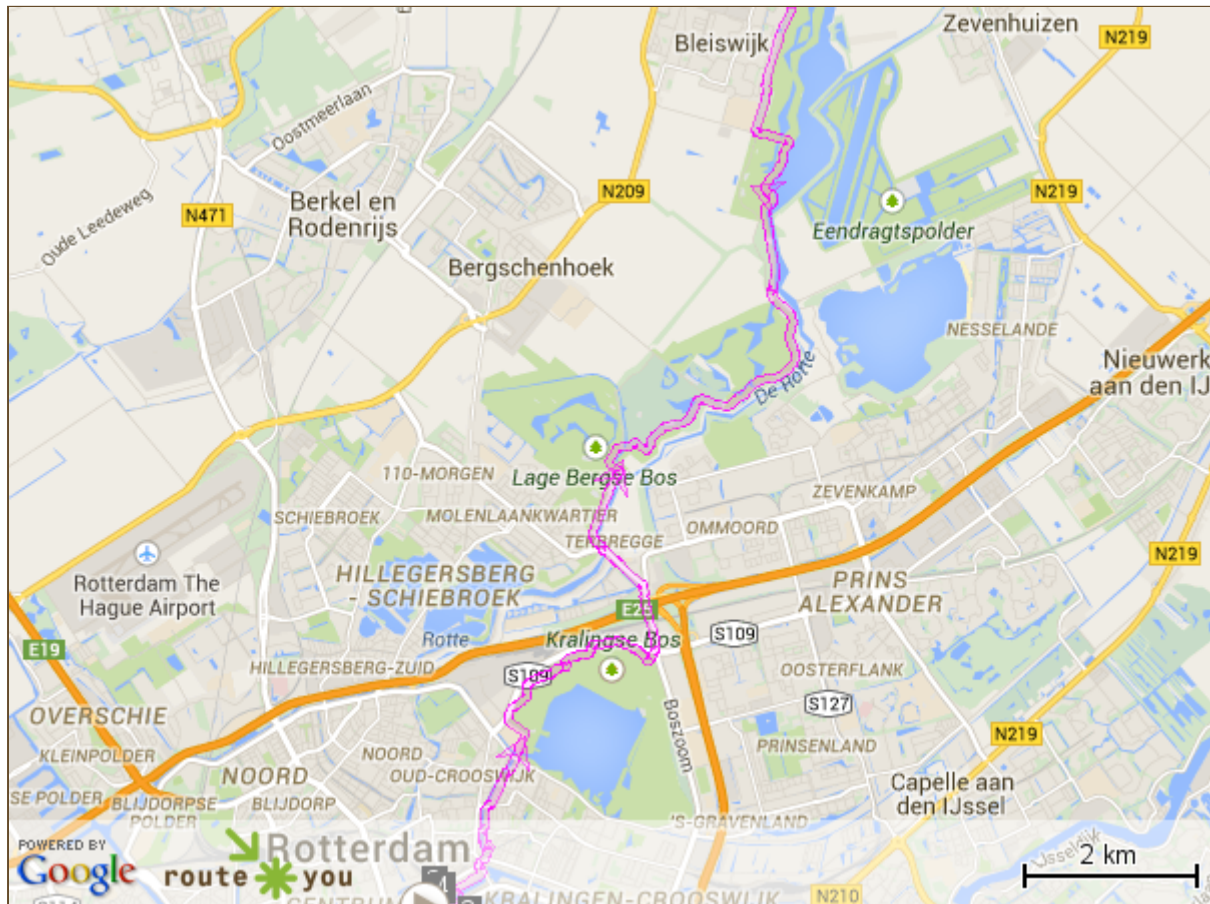 Zevenhuizen
Bleiswijk
N219
Oostmeerlaan
N209
N219
Oude Leedeweg
N471
Berkel en
Rodenrijs
Eendragtspolder
Bergschenhoek
NESSELANDE
Nieuwerk
aan den IJ
De Rotte
110-MORGEN
Lage Bergse Bos
ZEVENKAMP
SCHIEBROEK
MOLENLAANKWARTIER
OMMOORD
TERBREGGE
N219
Rotterdam The
Hague Airport
HILLEGERSBERG
- SCHIEBROEK
PRINS
ALEXANDER
E25
E19
Rotte
Kralingse Bos
S109
HILLEGERSBERG-ZUID
S109
OOSTERFLANK
S127
OVERSCHIE
Boszoom
N219
KLEINPOLDER
NOORD
PRINSENLAND
NOORD
OUD-CROOSWIJK
Capelle aan
den IJssel
SE POLDER
BLIJDORPSE
POLDER
BLIJDORP
'S-GRAVENLAND
POWERED BY
Google
route you
Rotterdam
IJsseldijk
2 km
CENTRUM
KRALINGEN-CROOSWIJK
N210